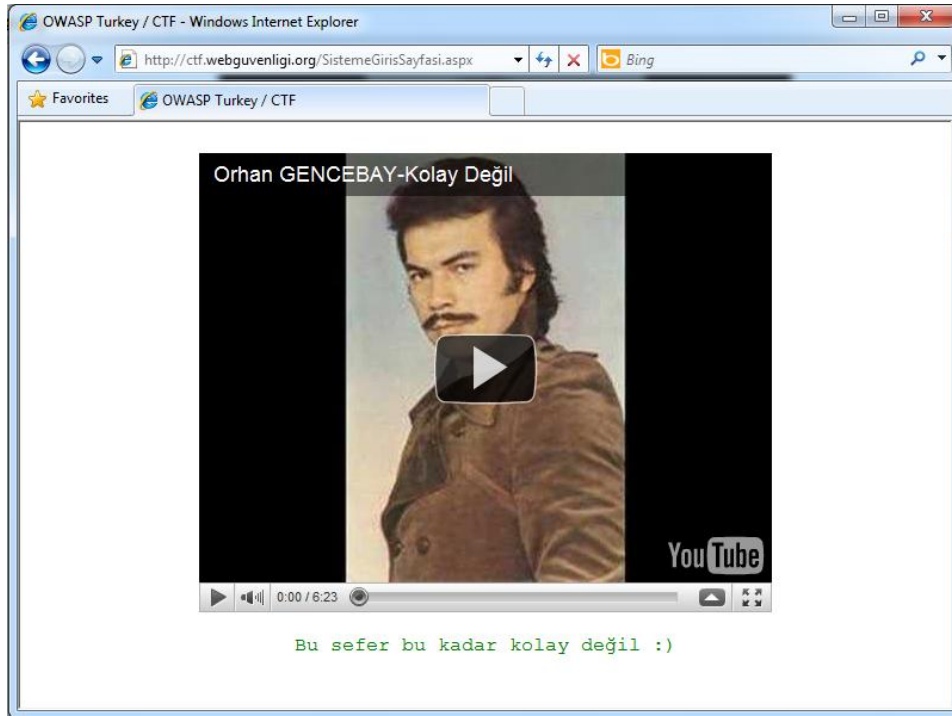 OWASP Turkey / CTF - Windows Internet Explorer
http://ctf.webguvenligi.org/SistemeGirisSayfasi.aspx
Bing
Favorites
OWASP Turkey / CTF
Orhan GENCEBAY-Kolay Değil
YouTube
0:00 / 6:23
Bu sefer bu kadar kolay değil :)